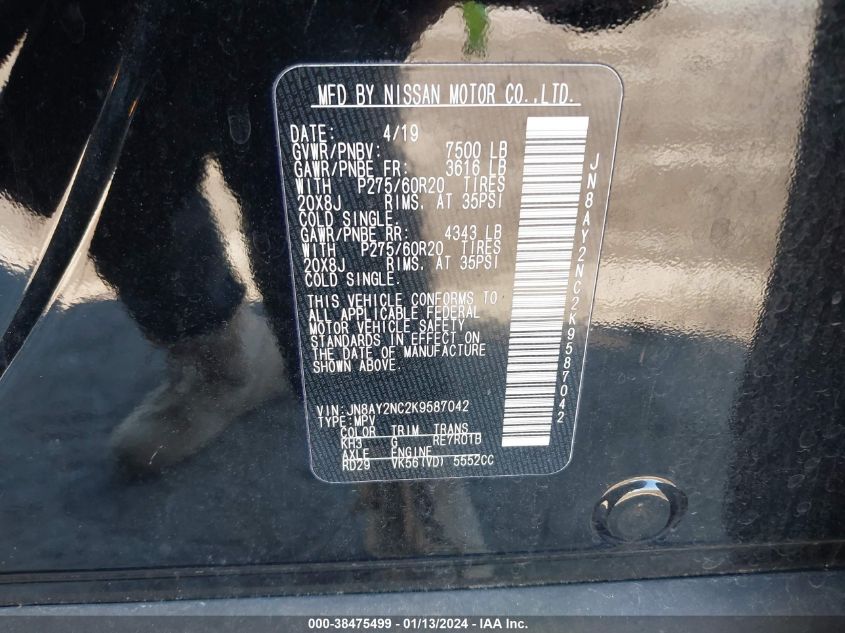 MFD BY NISSAN MOTOR CO.,LTD.
DATE: 4/19
GVWR/PNBV: 7500 LB
GAWR/PNBE FR: 3616 LB
WITH P275/60R20 TIRES
20X8J RIMS, AT 35PSI
COLD SINGLE.
GAWR/PNBE RR: 4343 LB
WITH P275/60R20 TIRES
20X8J RIMS, AT 35PSI
COLD SINGLE.
THIS VEHICLE CONFORMS TO
ALL APPLICABLE FEDERAL
MOTOR VEHICLE SAFETY
STANDARDS IN EFFECT ON
THE DATE OF MANUFACTURE
SHOWN ABOVE.
VIN: JN8AY2NC2K9587042
TYPE: MPV
COLOR TRIM TRANS
KH3 G RE7R01B
AXLE ENGINE
RD29 VK56(VD) 5552CC
JN8AY2NC2K9587042
000-38475499 - 01/13/2024 - IAA Inc.